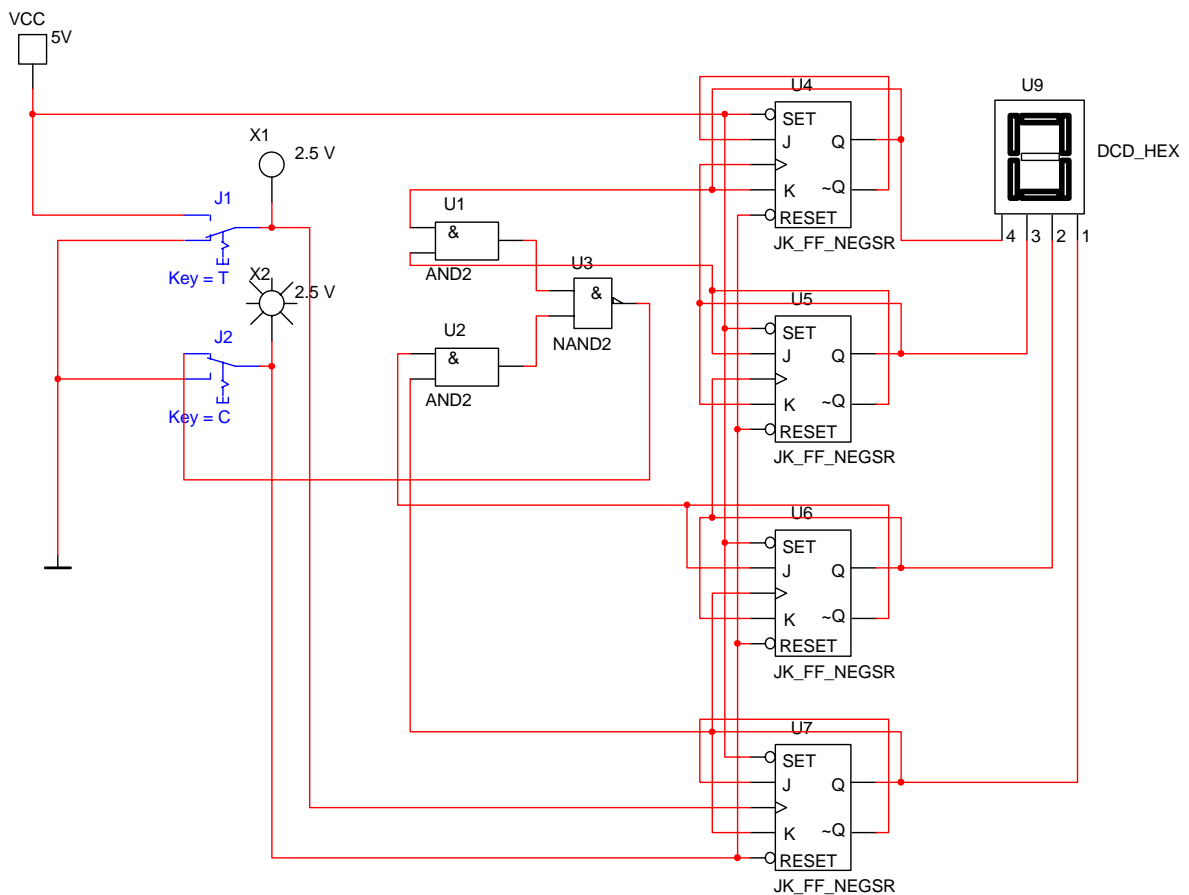 VCC
5V
U4
U9
SET
J
Q
K
~Q
RESET
JK_FF_NEGSR
DCD_HEX
4
3
2
1
X1
2.5 V
J1
Key = T
X2
2.5 V
J2
Key = C
U1
&
AND2
U3
&
NAND2
U2
&
AND2
U5
SET
J
Q
K
~Q
RESET
JK_FF_NEGSR
U6
SET
J
Q
K
~Q
RESET
JK_FF_NEGSR
U7
SET
J
Q
K
~Q
RESET
JK_FF_NEGSR